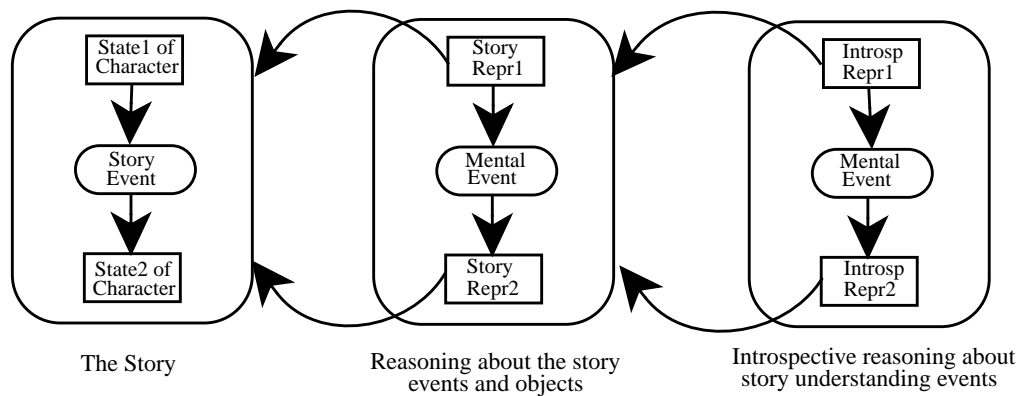 State1 of
Character
Story
Event
State2 of
Character
The Story
Story
Repr1
Mental
Event
Story
Repr2
Reasoning about the story
events and objects
Introsp
Repr1
Mental
Event
Introsp
Repr2
Introspective reasoning about
story understanding events